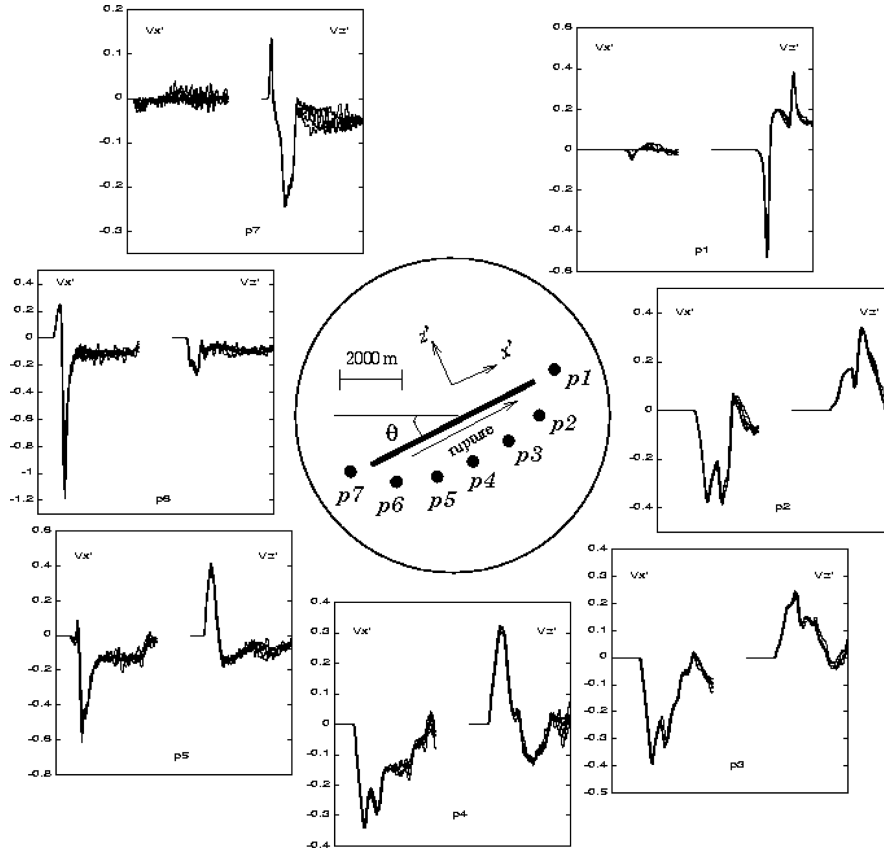 0.2
0.1
0
-0.1
-0.2
-0.3
Vx'
Vz'
p7
0.6
0.4
0.2
0
-0.2
-0.4
-0.6
Vx'
Vz'
p1
0.4
0.2
0
-0.2
-0.4
-0.6
-0.8
-1
-1.2
Vx'
Vz'
p6
z'
x'
2000 m
θ
rupture
p1
p2
p3
p4
p5
p6
p7
0.4
0.2
0
-0.2
-0.4
Vx'
Vz'
p2
0.6
0.4
0.2
0
-0.2
-0.4
-0.6
-0.8
Vx'
Vz'
p5
0.4
0.3
0.2
0.1
0
-0.1
-0.2
-0.3
-0.4
Vx'
Vz'
p4
0.4
0.3
0.2
0.1
0
-0.1
-0.2
-0.3
-0.4
-0.5
Vx'
Vz'
p3